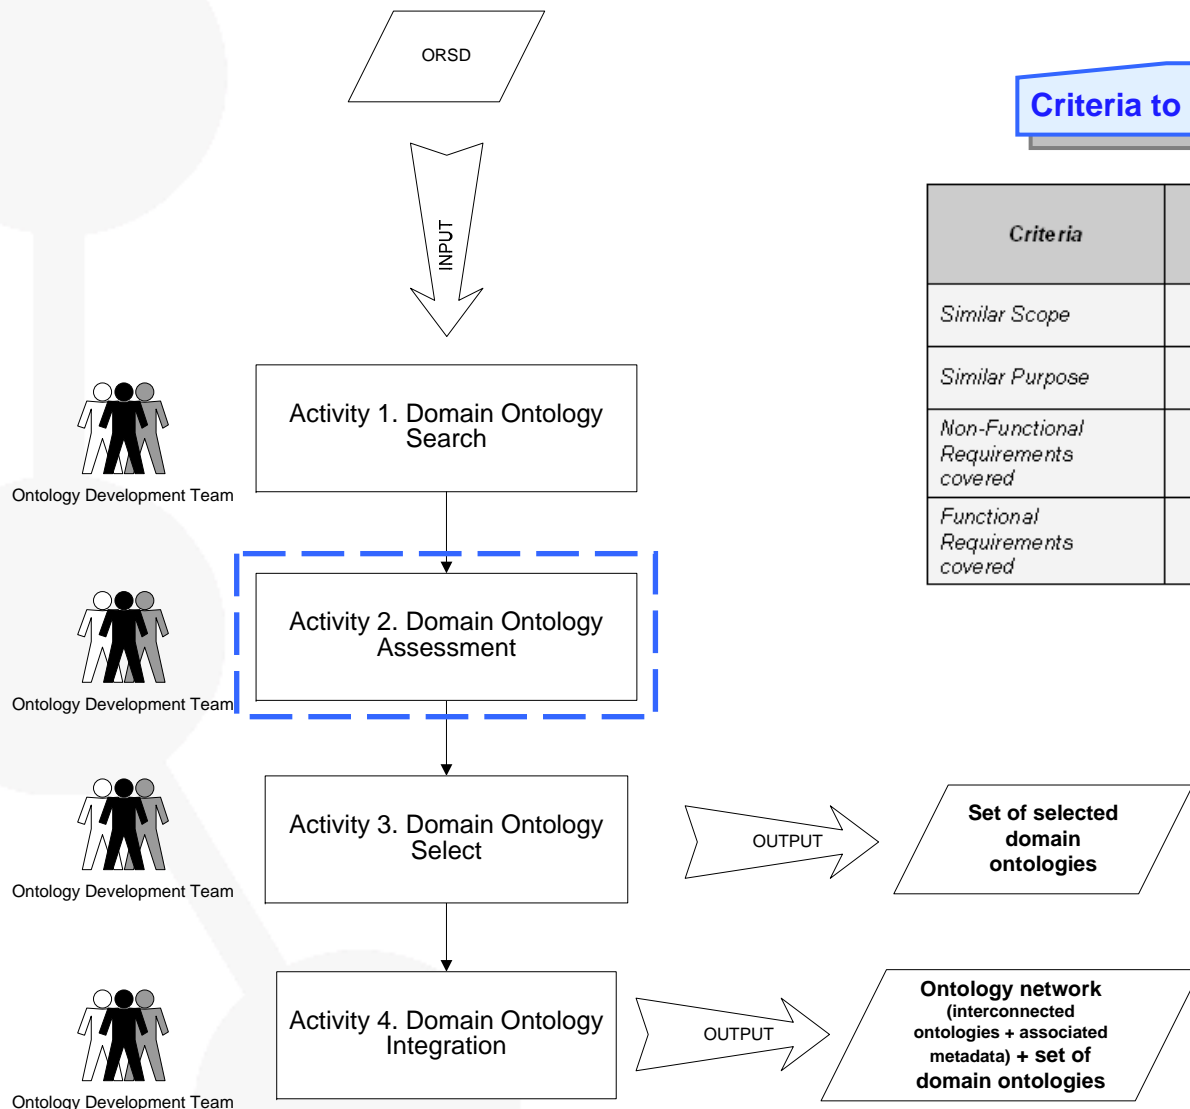 ORSD
Criteria to
INPUT
Criteria
Similar Scope
Similar Purpose
Non-Functional
Requirements
covered
Functional
Requirements
covered
Activity 1. Domain Ontology
Search
Ontology Development Team
Activity 2. Domain Ontology
Assessment
Ontology Development Team
Activity 3. Domain Ontology
Select
Ontology Development Team
OUTPUT
Set of selected
domain
ontologies
Activity 4. Domain Ontology
Integration
Ontology Development Team
OUTPUT
Ontology network
(interconnected
ontologies + associated
metadata) + set of
domain ontologies